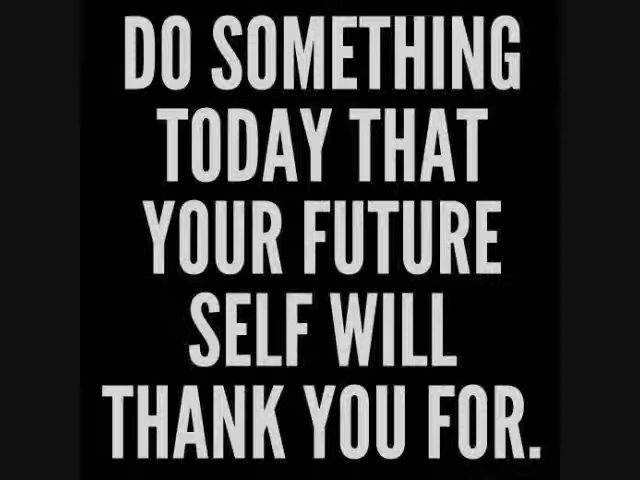 DO SOMETHING
TODAY THAT
YOUR FUTURE
SELF WILL
THANK YOU FOR.